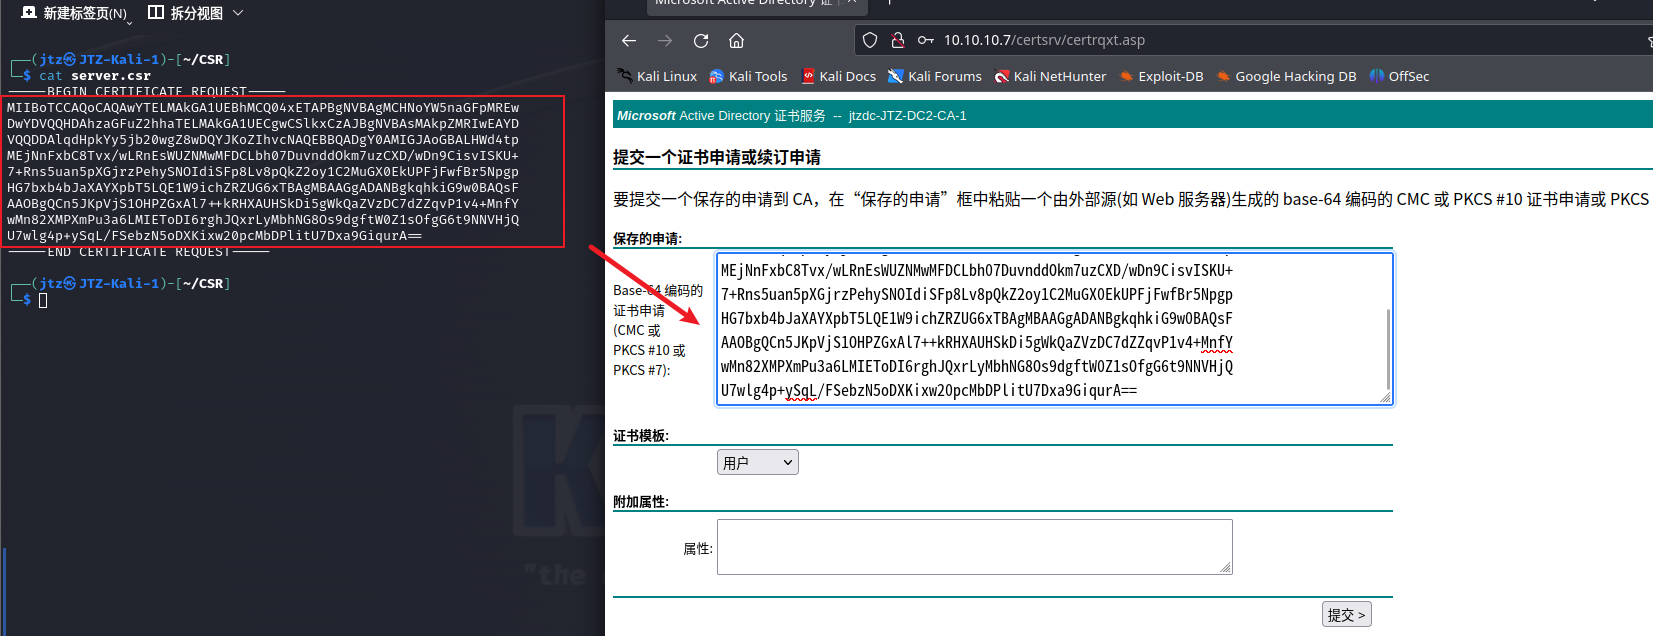 新建标签页(N)
拆分视图
┌──(jtz㉿JTZ-Kali-1)-[~/CSR]
└─$ cat server.csr
-----BEGIN CERTIFICATE REQUEST-----
MIIBoTCCAQoCAQAwYTELMAkGA1UEBhMCQ04xETAPBgNVBAgMCHNoYW5naGFpMREw
DwYDVQQHDAhzaGFuZ2hhaTELMAkGA1UECgwCSlkxCzAJBgNVBAsMAkpZMRIwEAYD
VQQDDAlqdHpkYy5jb20wgZ8wDQYJKoZIhvcNAQEBBQADgY0AMIGJAoGBALHWd4tp
MEjNnFxbC8Tvx/wLRnEsWUZNMwMFDCLbh07DuvnddOkm7uzCXD/wDn9CisvISKU+
7+Rns5uan5pXGjrzPehySNOIdiSFp8Lv8pQkZ2oy1C2MuGX0EkUPFjFwfBr5Npgp
HG7bxb4bJaXAYXpbT5LQE1W9ichZRZUG6xTBAgMBAAGgADANBgkqhkiG9w0BAQsF
AAOBgQCn5JKpVjS1OHPZGxAl7++kRHXAUHSkDi5gWkQaZVzDC7dZZqvP1v4+MnfY
wMn82XMPXmPu3a6LMIEToDI6rghJQxrLyMbhNG8Os9dgftW0Z1sOfgG6t9NNVHjQ
U7wlg4p+ySqL/FSebzN5oDXKixw20pcMbDPlitU7Dxa9GiqurA==
-----END CERTIFICATE REQUEST-----
┌──(jtz㉿JTZ-Kali-1)-[~/CSR]
└─$
"the
Microsoft Active Directory 证
10.10.10.7/certsrv/certrqxt.asp
Kali Linux Kali Tools Kali Docs Kali Forums Kali NetHunter Exploit-DB Google Hacking DB OffSec
Microsoft Active Directory 证书服务 -- jtzdc-JTZ-DC2-CA-1
提交一个证书申请或续订申请
要提交一个保存的申请到 CA，在“保存的申请”框中粘贴一个由外部源(如 Web 服务器)生成的 base-64 编码的 CMC 或 PKCS #10 证书申请或 PKCS
保存的申请:
Base-64 编码的
证书申请
(CMC 或
PKCS #10 或
PKCS #7):
MEjNnFxbC8Tvx/wLRnEsWUZNMwMFDCLbh07DuvnddOkm7uzCXD/wDn9CisvISKU+
7+Rns5uan5pXGjrzPehySNOIdiSFp8Lv8pQkZ2oy1C2MuGX0EkUPFjFwfBr5Npgp
HG7bxb4bJaXAYXpbT5LQE1W9ichZRZUG6xTBAgMBAAGgADANBgkqhkiG9w0BAQsF
AAOBgQCn5JKpVjS1OHPZGxAl7++kRHXAUHSkDi5gWkQaZVzDC7dZZqvP1v4+MnfY
wMn82XMPXmPu3a6LMIEToDI6rghJQxrLyMbhNG8Os9dgftW0Z1sOfgG6t9NNVHjQ
U7wlg4p+ySqL/FSebzN5oDXKixw20pcMbDPlitU7Dxa9GiqurA==
证书模板:
用户
附加属性:
属性:
提交 >